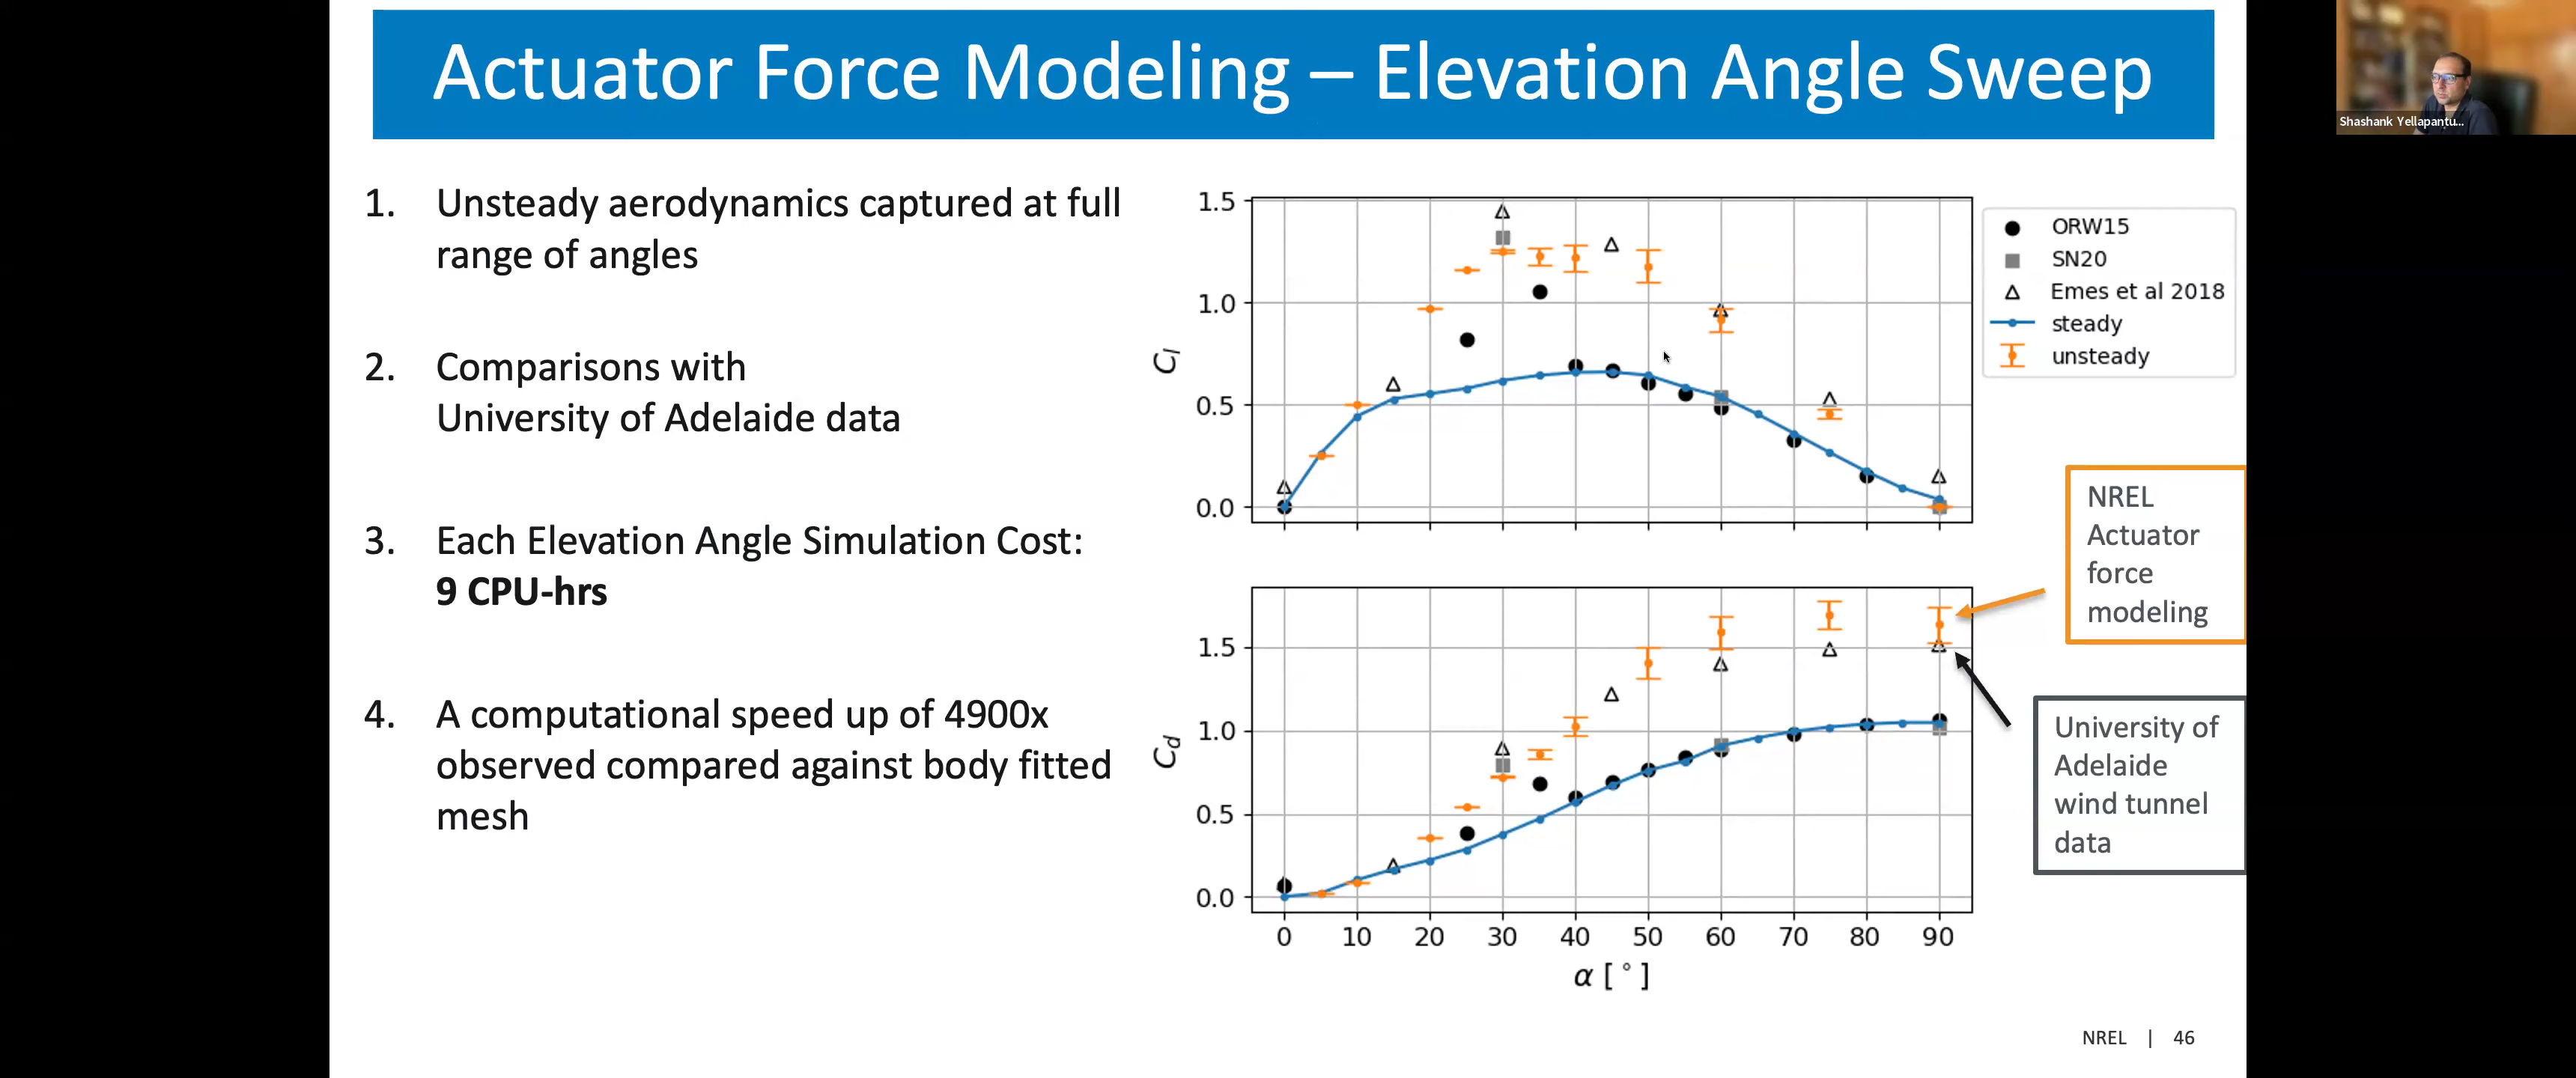 Actuator Force Modeling – Elevation Angle Sweep
Shashank Yellapantu...
1. Unsteady aerodynamics captured at full
range of angles
2. Comparisons with
University of Adelaide data
3. Each Elevation Angle Simulation Cost:
9 CPU-hrs
4. A computational speed up of 4900x
observed compared against body fitted
mesh
1.5
1.0
0.5
0.0
C_l
ORW15
SN20
Emes et al 2018
steady
unsteady
1.5
1.0
0.5
0.0
C_d
0 10 20 30 40 50 60 70 80 90
α [°]
NREL
Actuator
force
modeling
University of
Adelaide
wind tunnel
data
NREL | 46